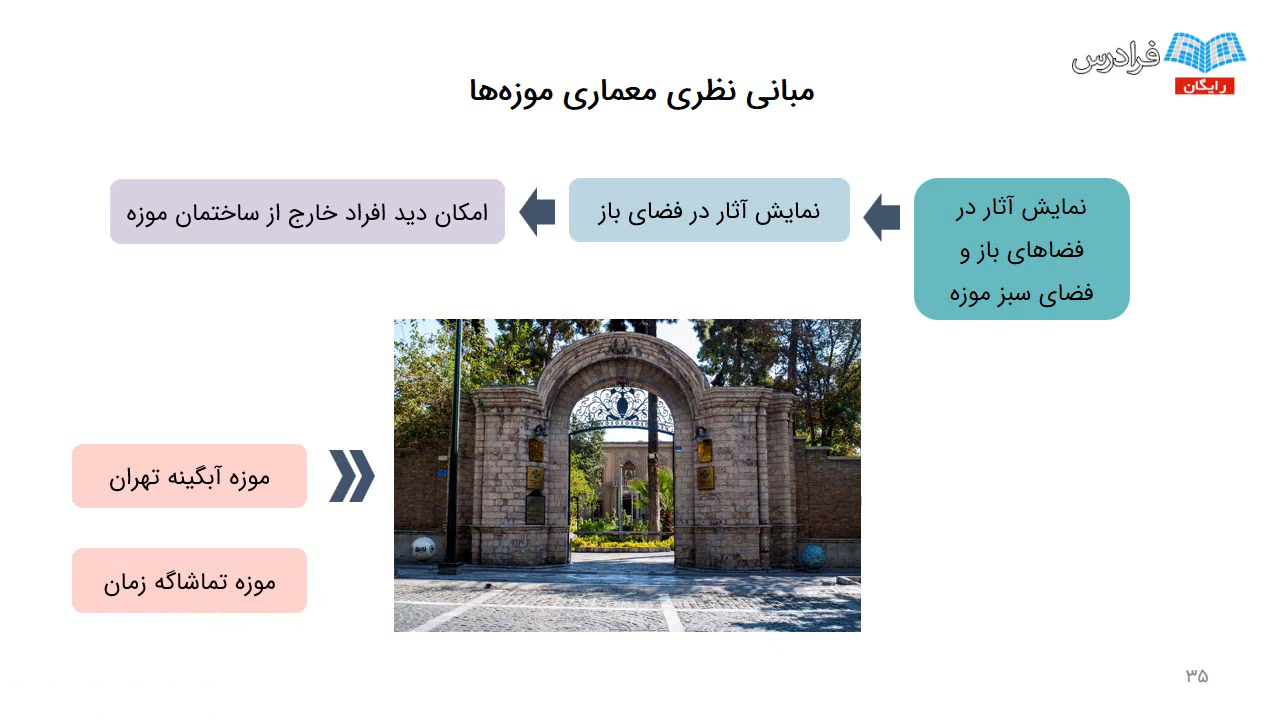 فرادرس
رایگان
مبانی نظری معماری موزه‌ها
نمایش آثار در
فضاهای باز و
فضای سبز موزه
نمایش آثار در فضای باز
امکان دید افراد خارج از ساختمان موزه
موزه آبگینه تهران
موزه تماشاگه زمان
۳۵